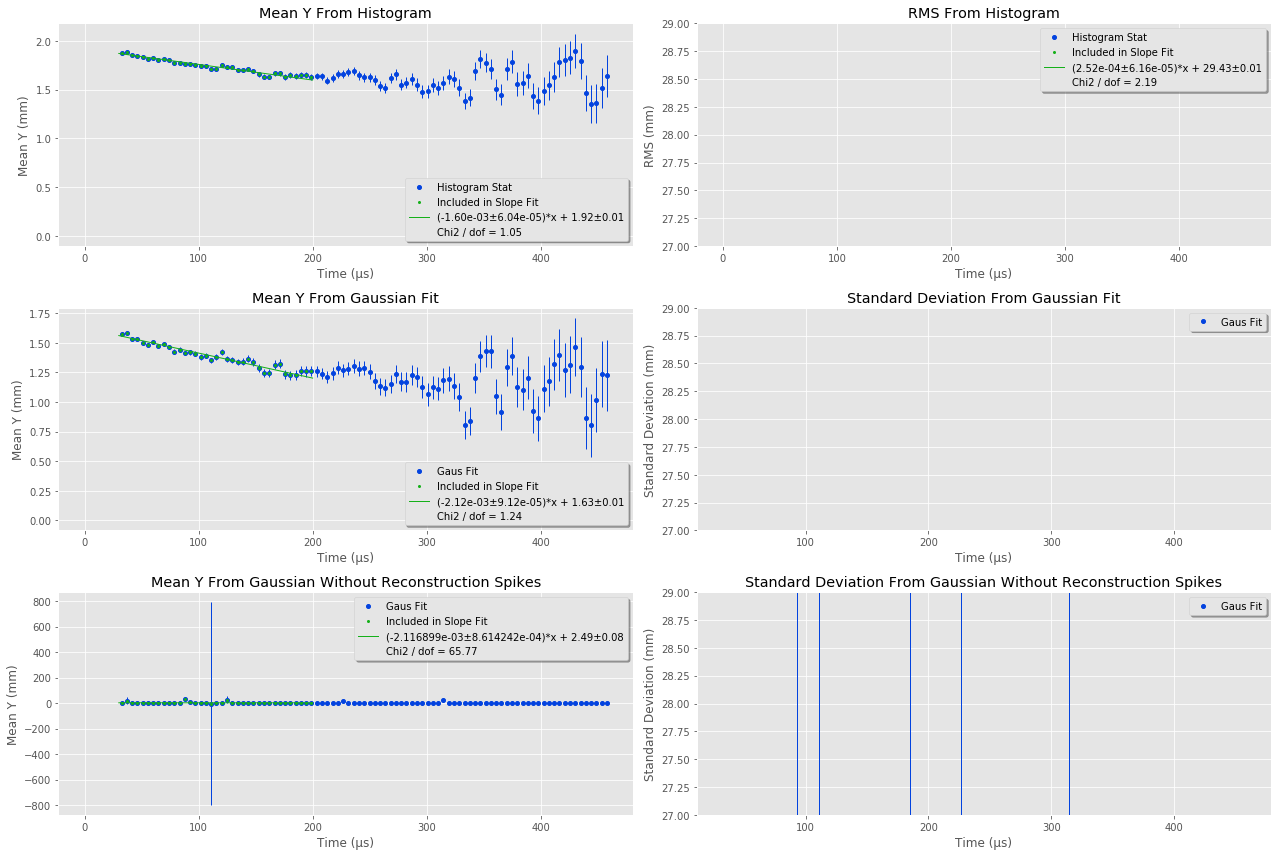 Mean Y From Histogram
Mean Y (mm)
2.0
1.5
1.0
0.5
0.0
Histogram Stat
Included in Slope Fit
(-1.60e-03±6.04e-05)*x + 1.92±0.01
Chi2 / dof = 1.05
0 100 200 300 400
Time (μs)
RMS From Histogram
RMS (mm)
29.00
28.75
28.50
28.25
28.00
27.75
27.50
27.25
27.00
Histogram Stat
Included in Slope Fit
(2.52e-04±6.16e-05)*x + 29.43±0.01
Chi2 / dof = 2.19
0 100 200 300 400
Time (μs)
Mean Y From Gaussian Fit
Mean Y (mm)
1.75
1.50
1.25
1.00
0.75
0.50
0.25
0.00
Gaus Fit
Included in Slope Fit
(-2.12e-03±9.12e-05)*x + 1.63±0.01
Chi2 / dof = 1.24
0 100 200 300 400
Time (μs)
Standard Deviation From Gaussian Fit
Standard Deviation (mm)
29.00
28.75
28.50
28.25
28.00
27.75
27.50
27.25
27.00
Gaus Fit
100 200 300 400
Time (μs)
Mean Y From Gaussian Without Reconstruction Spikes
Mean Y (mm)
800
600
400
200
0
−200
−400
−600
−800
Gaus Fit
Included in Slope Fit
(-2.116899e-03±8.614242e-04)*x + 2.49±0.08
Chi2 / dof = 65.77
0 100 200 300 400
Time (μs)
Standard Deviation From Gaussian Without Reconstruction Spikes
Standard Deviation (mm)
29.00
28.75
28.50
28.25
28.00
27.75
27.50
27.25
27.00
Gaus Fit
100 200 300 400
Time (μs)